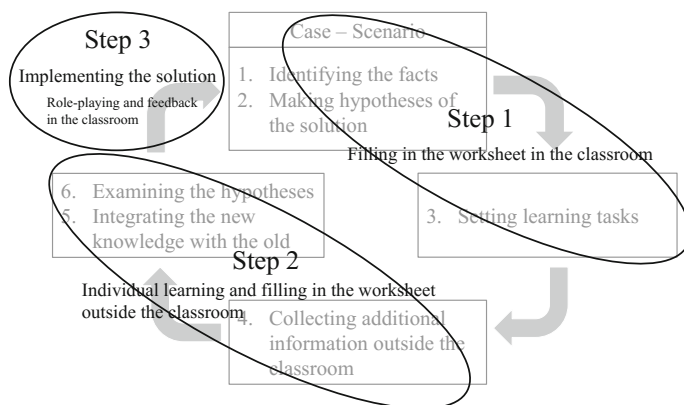 Step 3
Implementing the solution
Role-playing and feedback
in the classroom
Case – Scenario
1. Identifying the facts
2. Making hypotheses of
the solution
Step 1
Filling in the worksheet in the classroom
3. Setting learning tasks
6. Examining the hypotheses
5. Integrating the new
knowledge with the old
Step 2
Individual learning and filling in the worksheet
outside the classroom
4. Collecting additional
information outside the
classroom